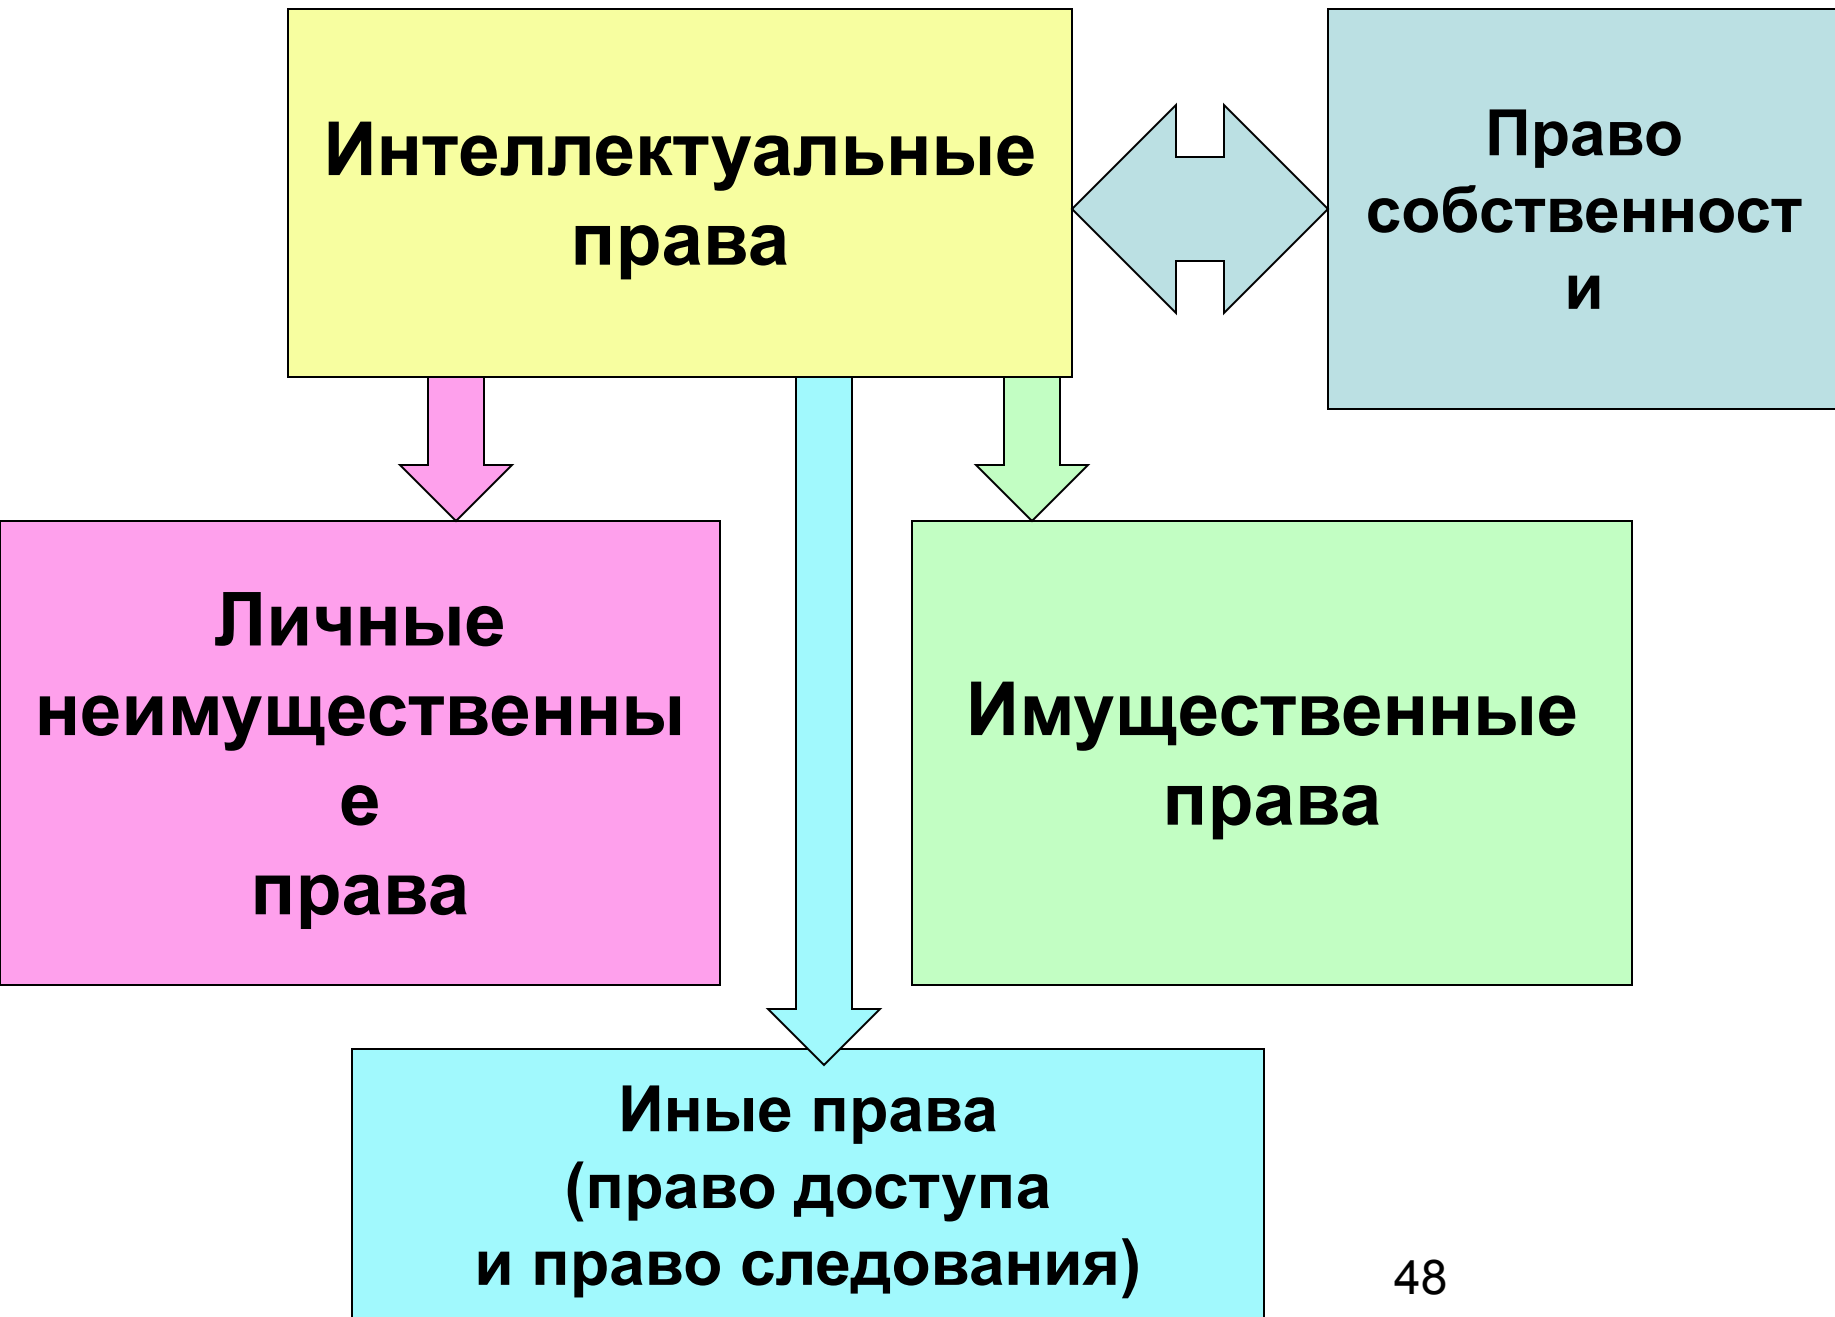 Интеллектуальные
права
Право
собственност
и
Личные
неимущественны
е
права
Имущественные
права
Иные права
(право доступа
и право следования)
48